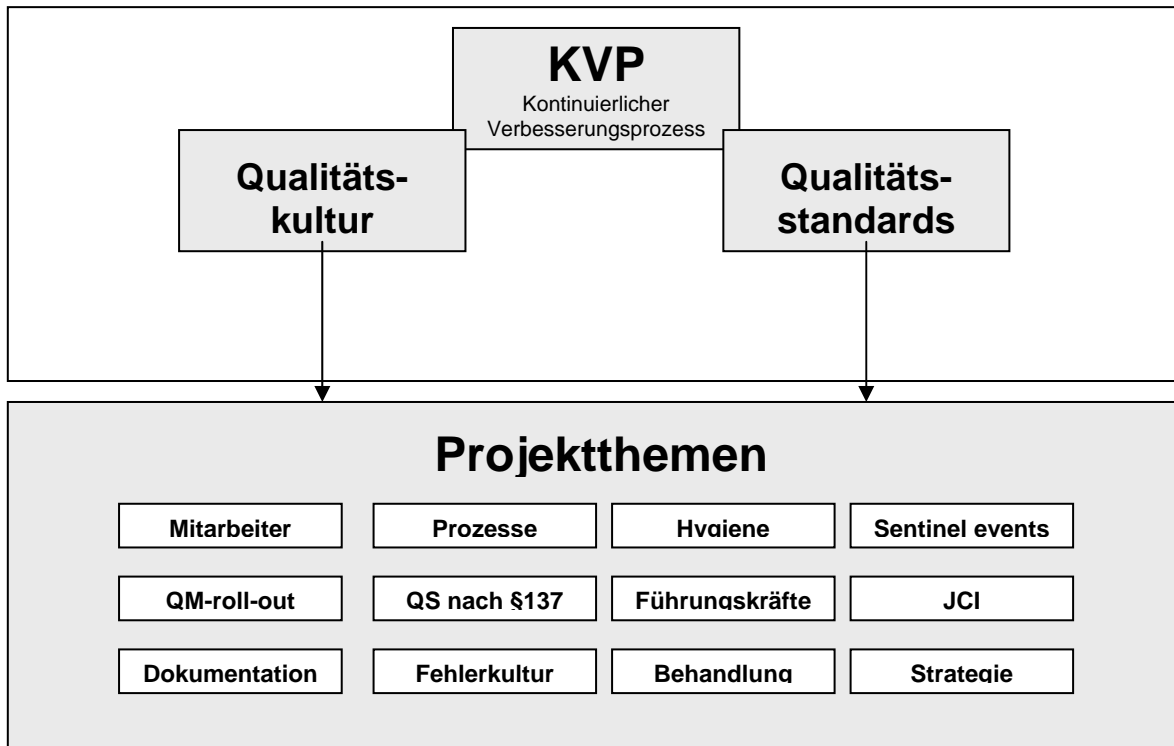 KVP
Kontinuierlicher
Verbesserungsprozess
Qualitäts-
kultur
Qualitäts-
standards
Projektthemen
Mitarbeiter
Prozesse
Hygiene
Sentinel events
QM-roll-out
QS nach §137
Führungskräfte
JCI
Dokumentation
Fehlerkultur
Behandlung
Strategie